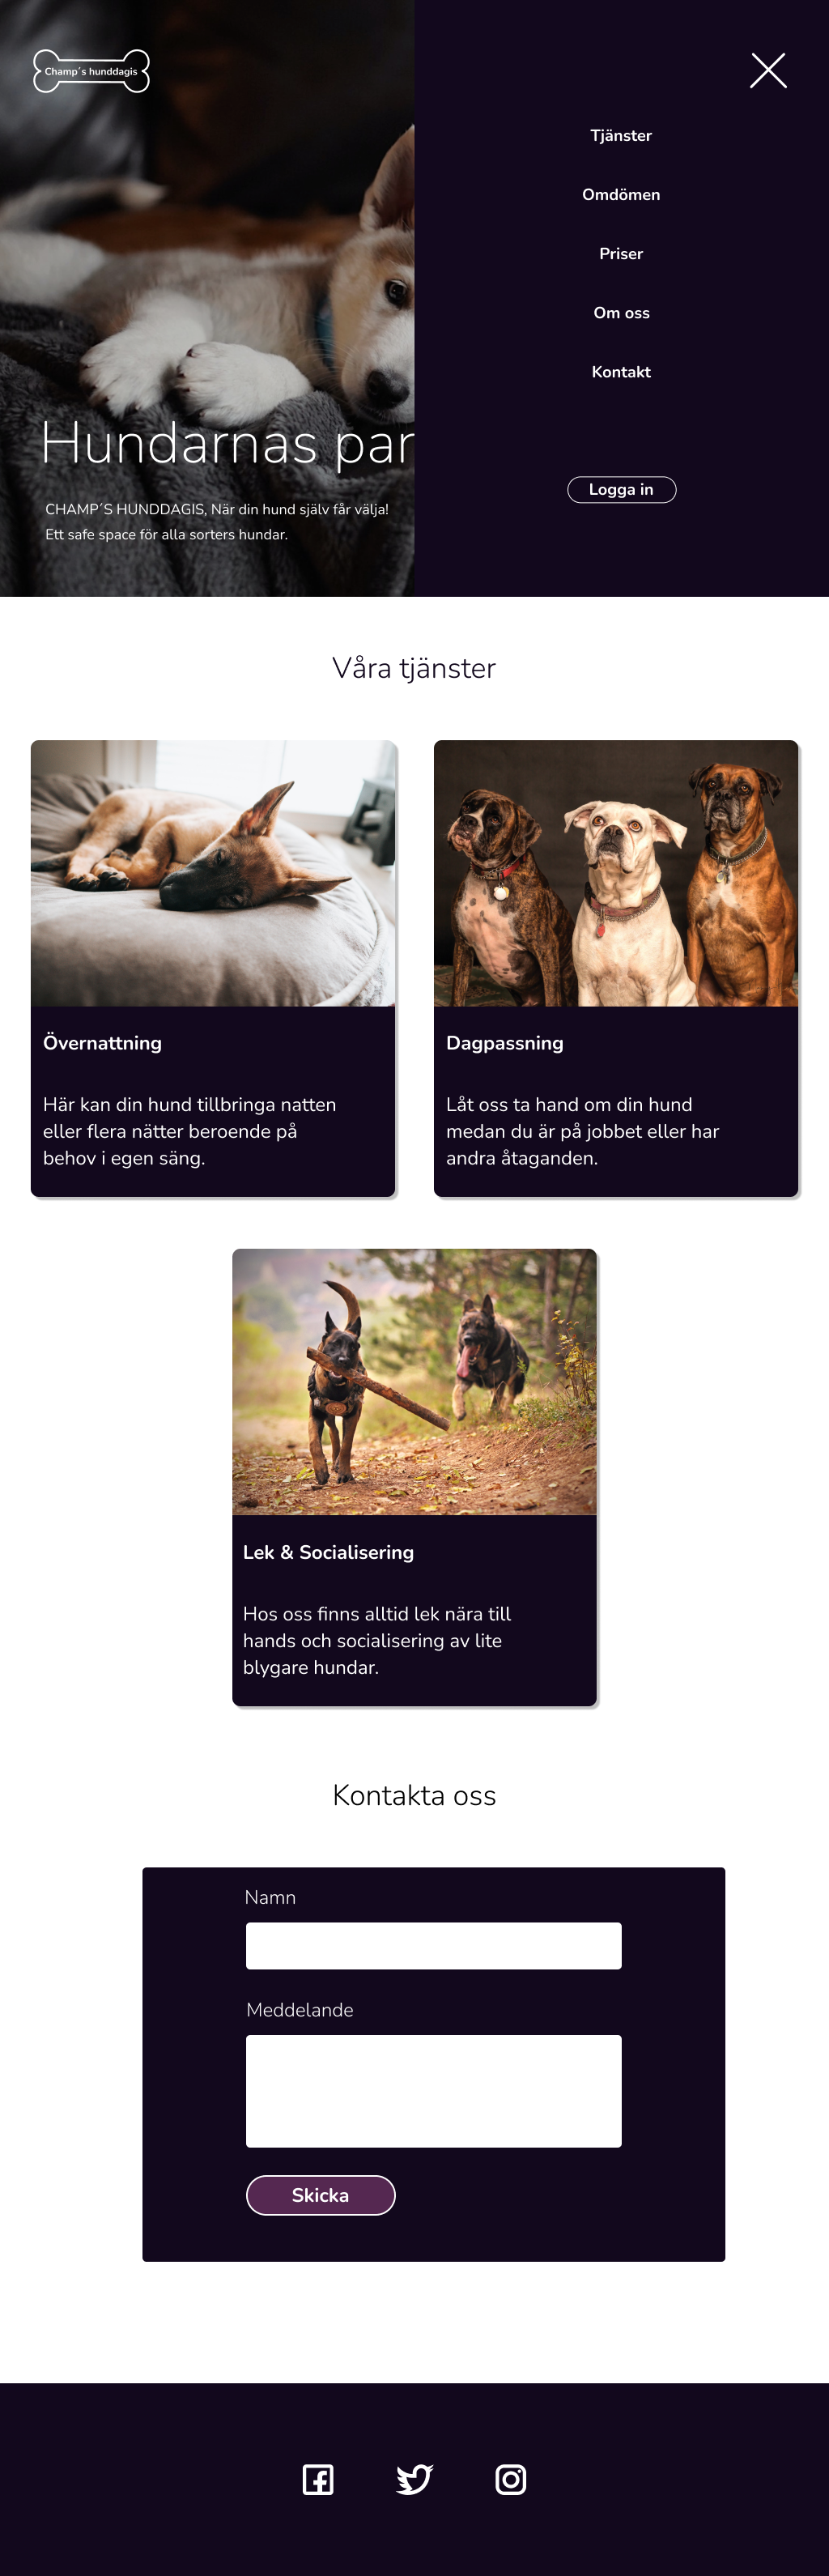 Champ´s hunddagis
Tjänster
Omdömen
Priser
Om oss
Kontakt
Logga in
Hundarnas par
CHAMP´S HUNDDAGIS, När din hund själv får välja!
Ett safe space för alla sorters hundar.
Våra tjänster
Övernattning
Här kan din hund tillbringa natten
eller flera nätter beroende på
behov i egen säng.
Dagpassning
Låt oss ta hand om din hund
medan du är på jobbet eller har
andra åtaganden.
Lek & Socialisering
Hos oss finns alltid lek nära till
hands och socialisering av lite
blygare hundar.
Kontakta oss
Namn
Meddelande
Skicka